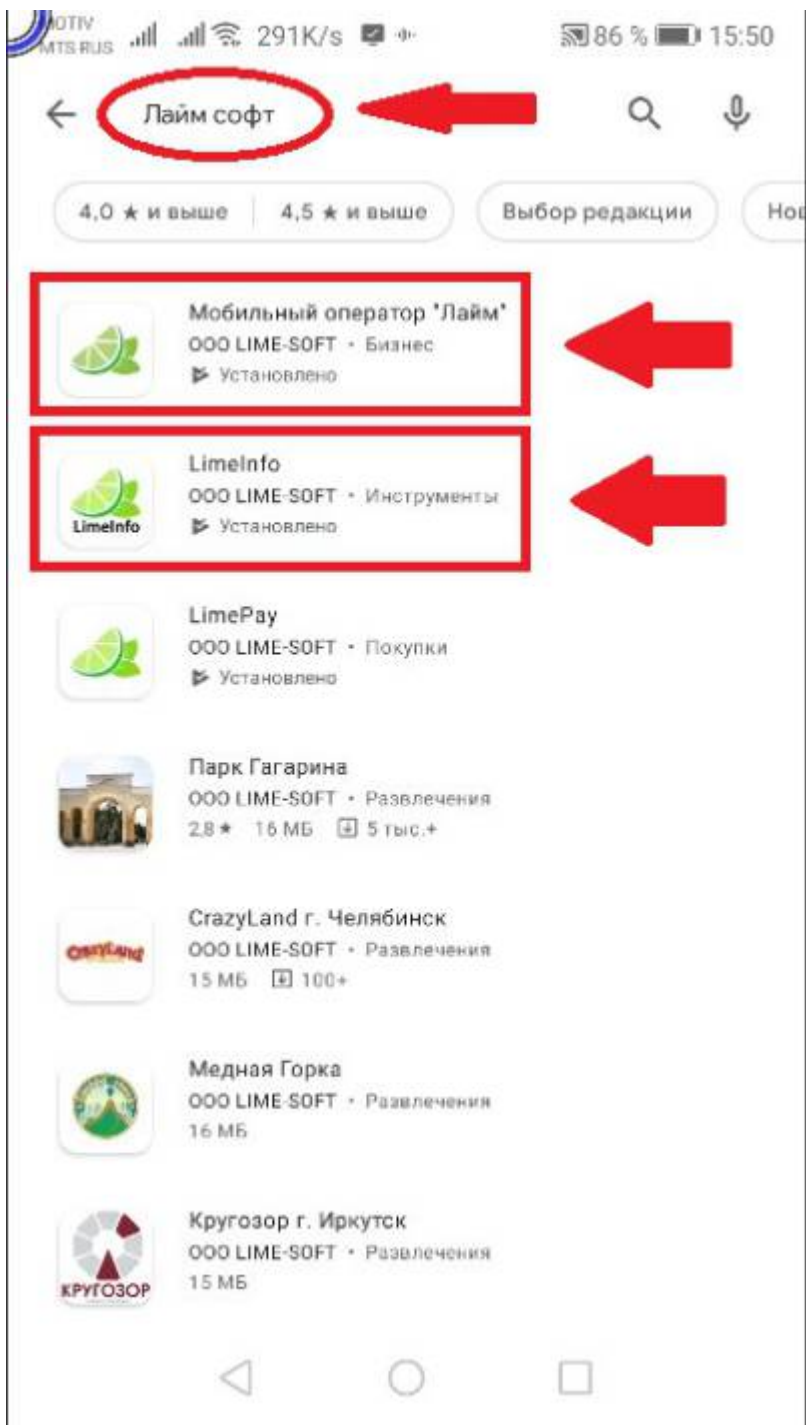 MOTIV
MTS RUS 291K/s 86 % 15:50
Лайм софт
4,0 ★ и выше 4,5 ★ и выше Выбор редакции Нов
Мобильный оператор "Лайм"
ООО LIME-SOFT • Бизнес
Установлено
LimeInfo
ООО LIME-SOFT • Инструменты
LimeInfo
Установлено
LimePay
ООО LIME-SOFT • Покупки
Установлено
Парк Гагарина
ООО LIME-SOFT • Развлечения
2,8 ★ 16 МБ 5 тыс.+
CrazyLand г. Челябинск
CrazyLand
ООО LIME-SOFT • Развлечения
15 МБ 100+
Медная Горка
ООО LIME-SOFT • Развлечения
16 МБ
Кругозор г. Иркутск
ООО LIME-SOFT • Развлечения
КРУГОЗОР
15 МБ